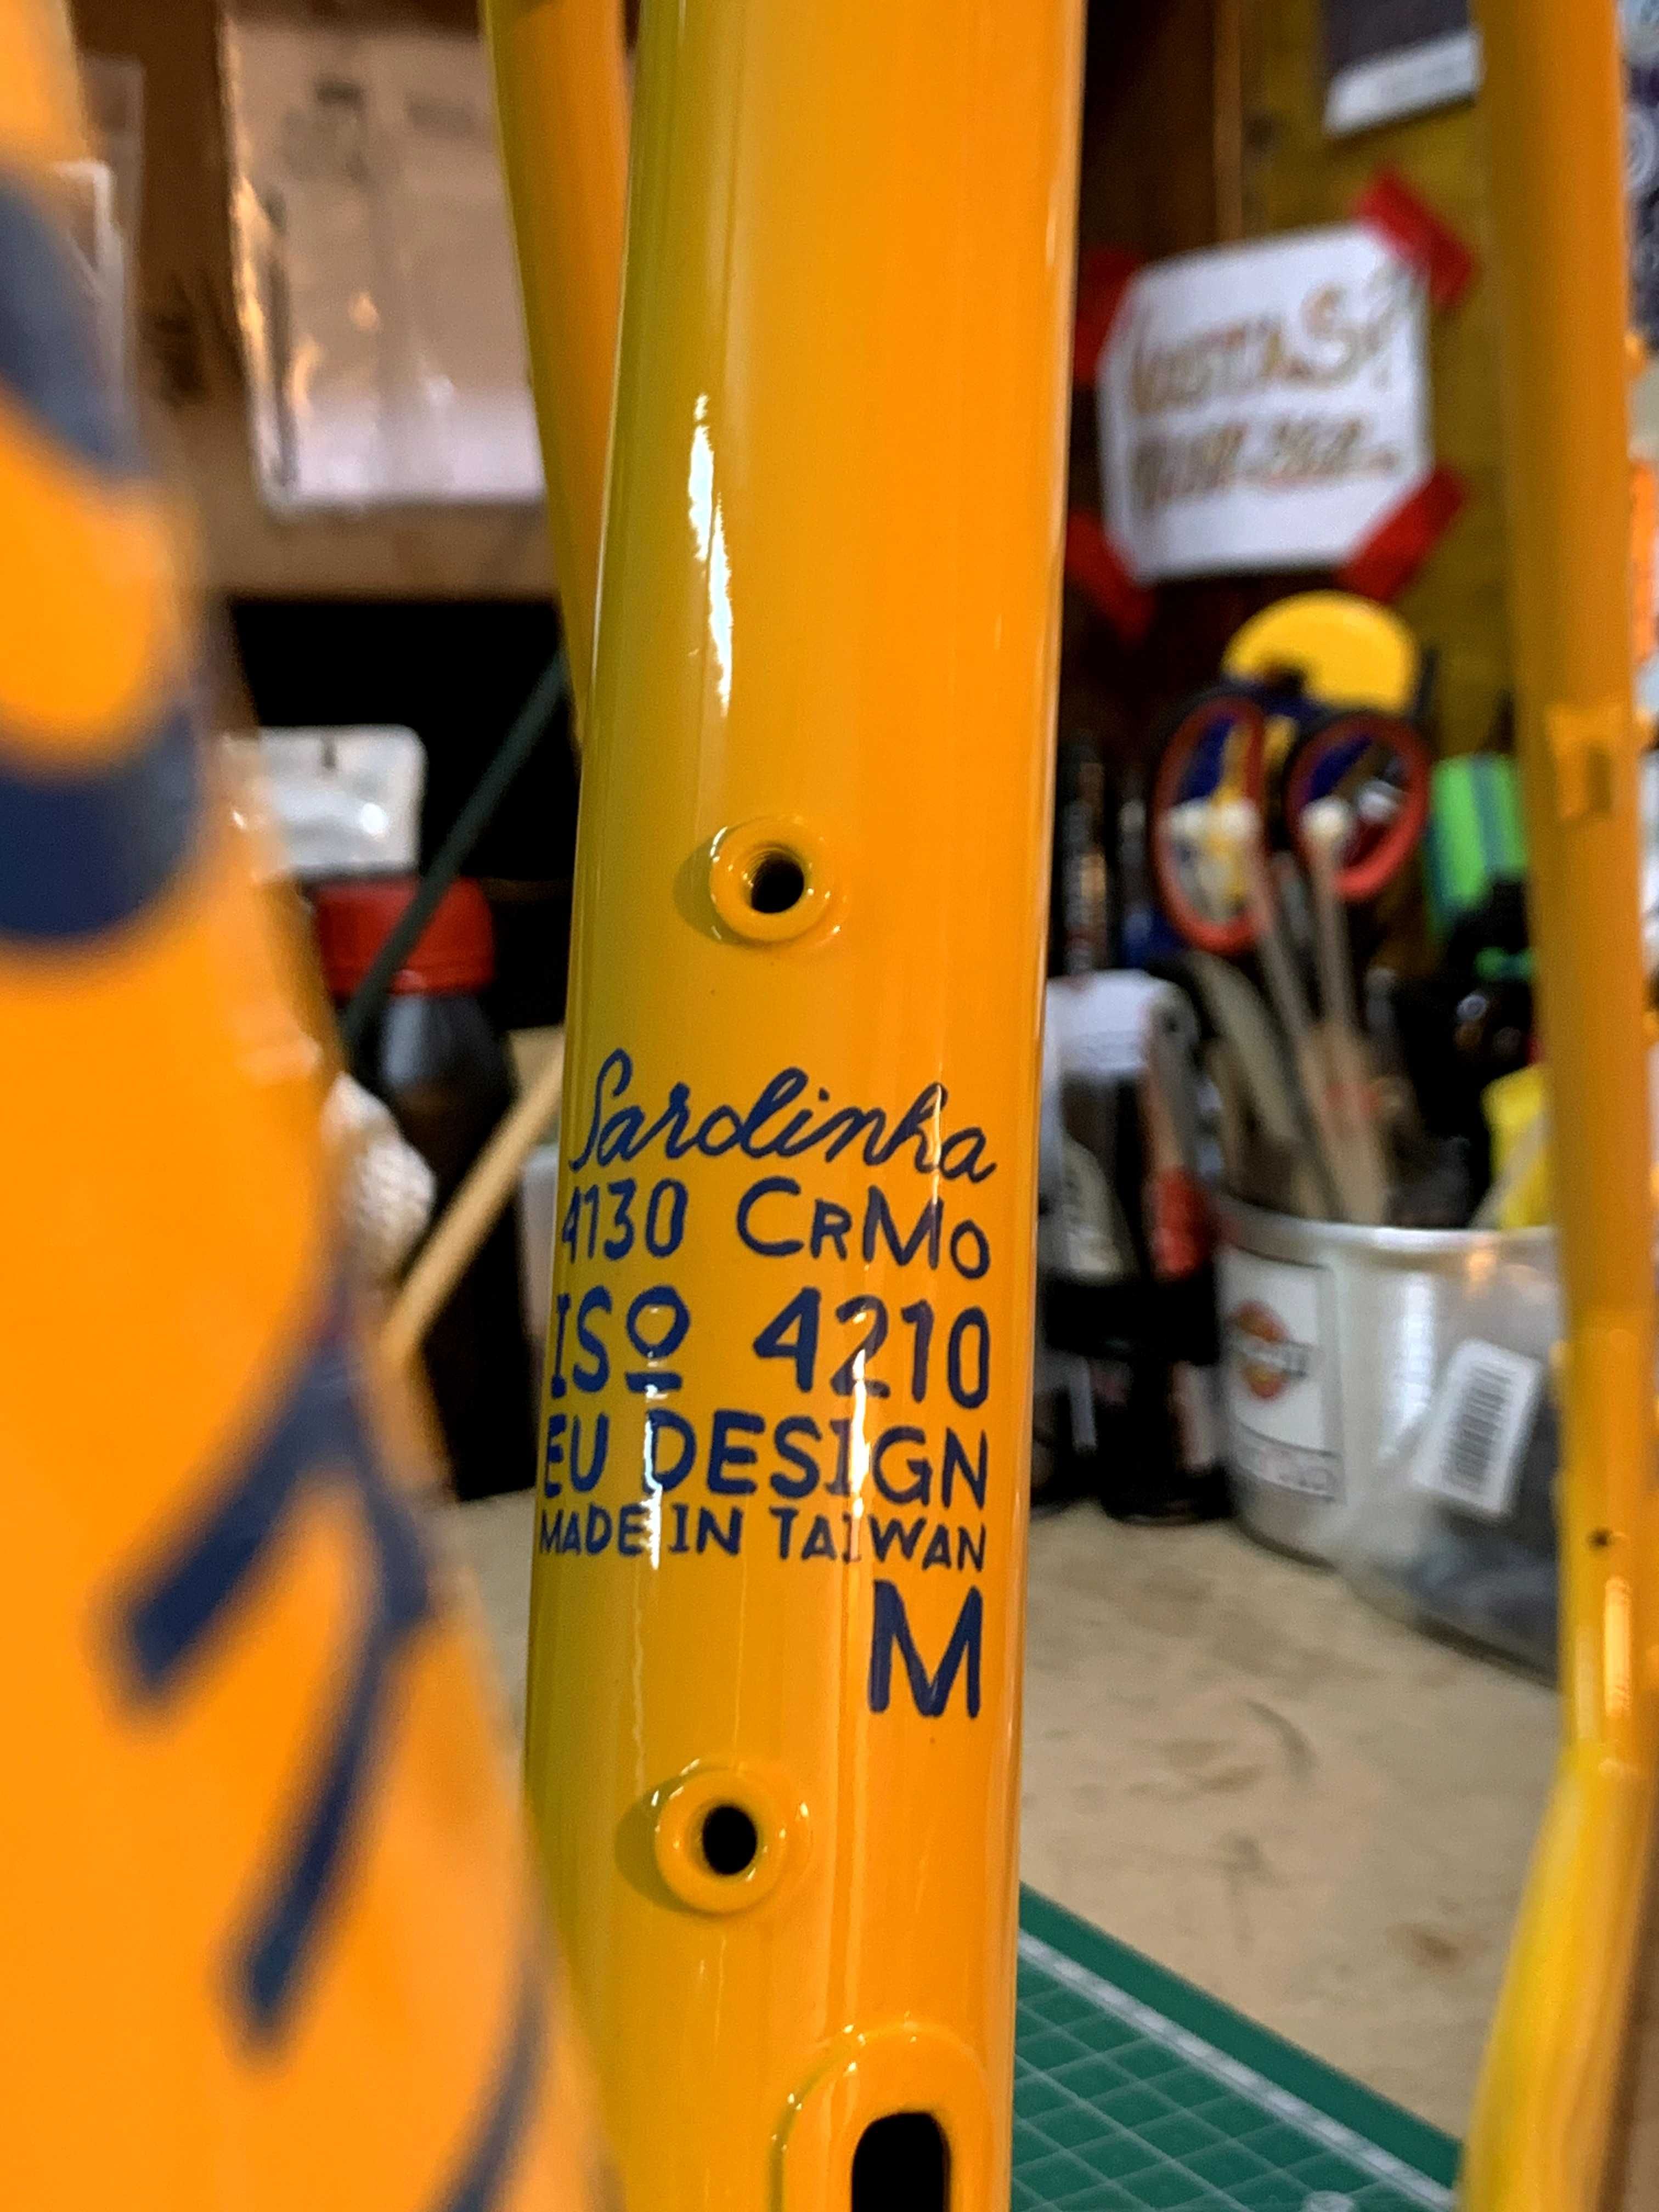 Sardinha
4130 CrMo
ISO 4210
EU DESIGN
MADE IN TAIWAN
M